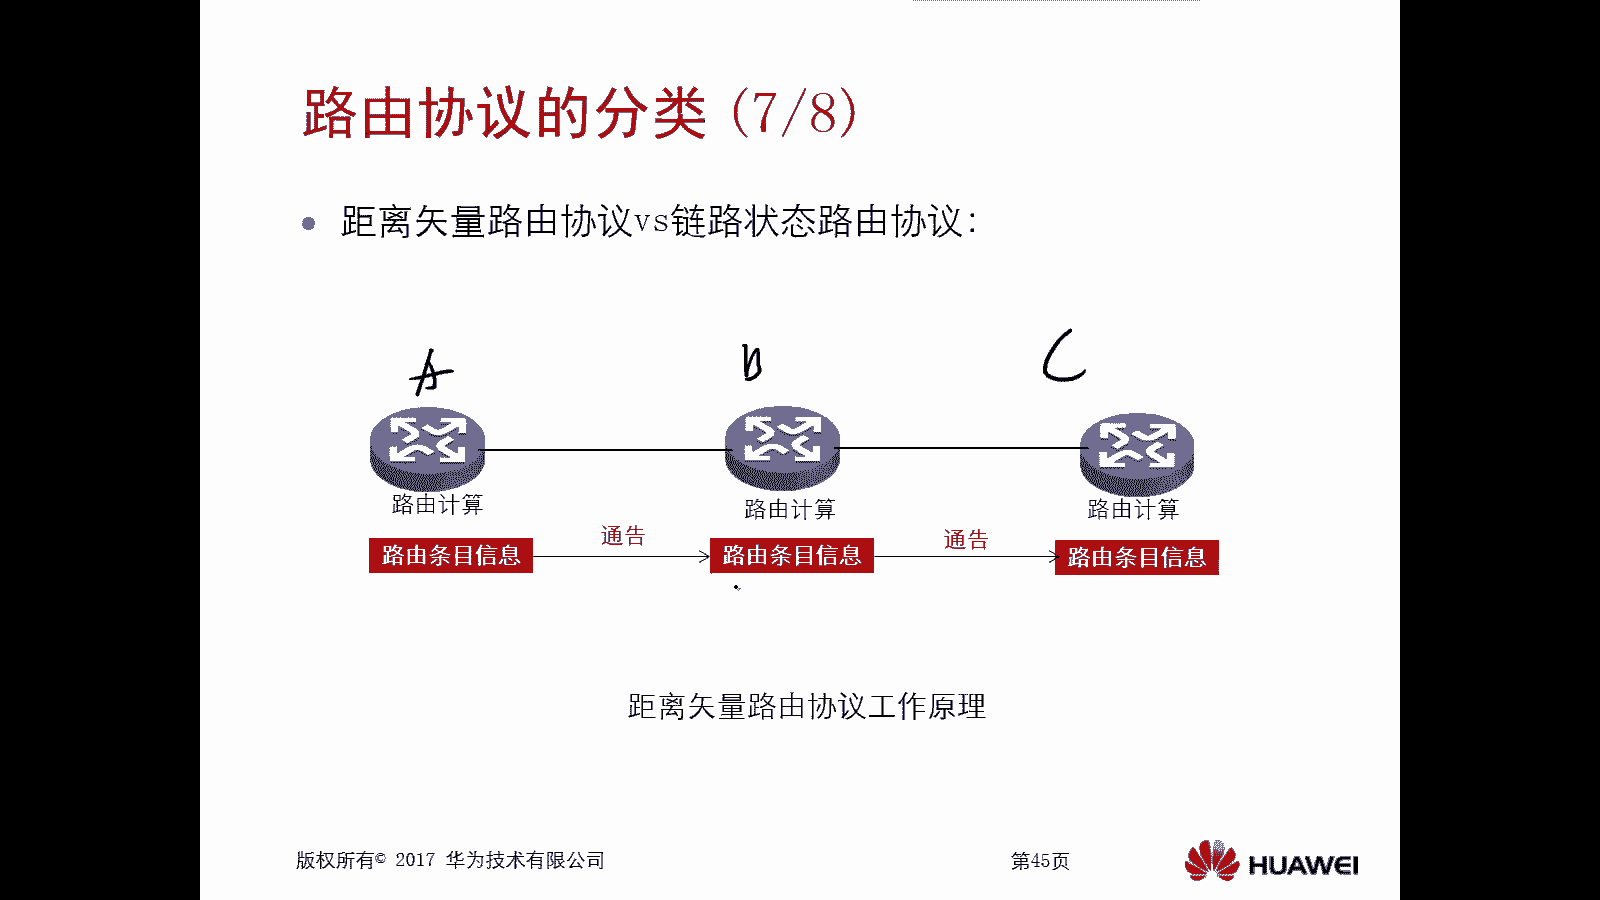 路由协议的分类 (7/8)
距离矢量路由协议vs链路状态路由协议：
A B C
路由计算 路由计算 路由计算
通告 通告
路由条目信息 路由条目信息 路由条目信息
距离矢量路由协议工作原理
版权所有© 2017 华为技术有限公司 第45页 HUAWEI